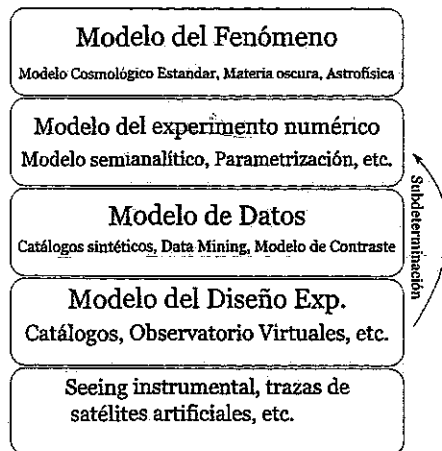 Modelo del Fenómeno
Modelo Cosmológico Estandar, Materia oscura, Astrofísica
Modelo del experimento numérico
Modelo semianalítico, Parametrización, etc.
Modelo de Datos
Catálogos sintéticos, Data Mining, Modelo de Contraste
Modelo del Diseño Exp.
Catálogos, Observatorio Virtuales, etc.
Seeing instrumental, trazas de
satélites artificiales, etc.
Subdeterminación